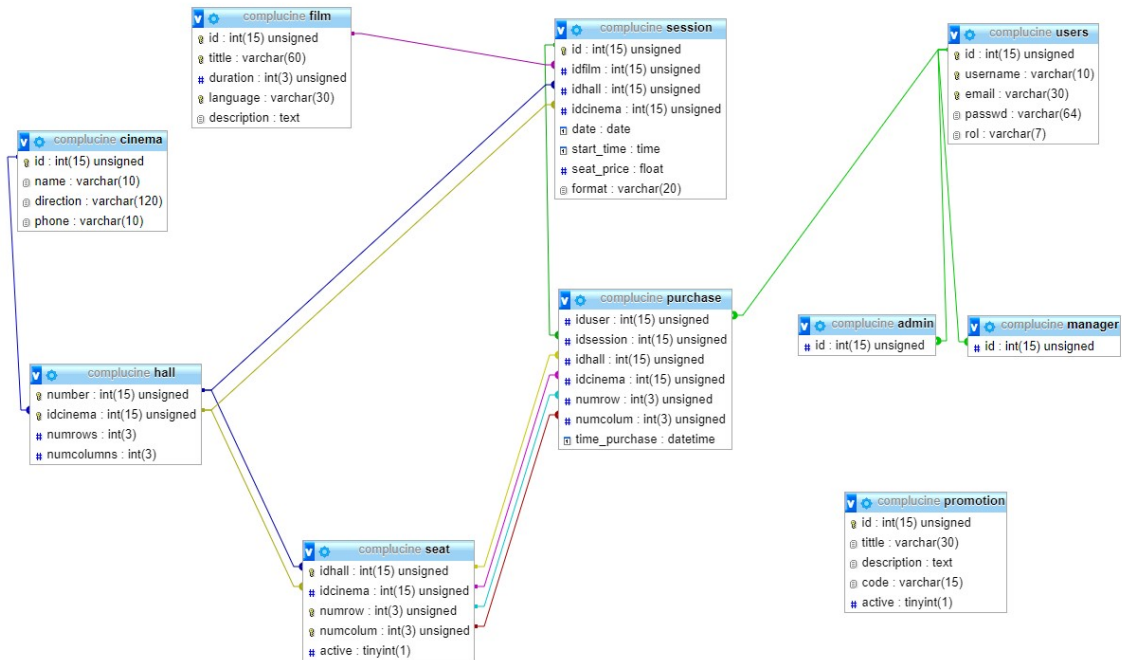 complucine film
id : int(15) unsigned
tittle : varchar(60)
duration : int(3) unsigned
language : varchar(30)
description : text
complucine session
id : int(15) unsigned
idfilm : int(15) unsigned
idhall : int(15) unsigned
idcinema : int(15) unsigned
date : date
start_time : time
seat_price : float
format : varchar(20)
complucine users
id : int(15) unsigned
username : varchar(10)
email : varchar(30)
passwd : varchar(64)
rol : varchar(7)
complucine cinema
id : int(15) unsigned
name : varchar(10)
direction : varchar(120)
phone : varchar(10)
complucine purchase
iduser : int(15) unsigned
idsession : int(15) unsigned
idhall : int(15) unsigned
idcinema : int(15) unsigned
numrow : int(3) unsigned
numcolum : int(3) unsigned
time_purchase : datetime
complucine admin
id : int(15) unsigned
complucine manager
id : int(15) unsigned
complucine hall
number : int(15) unsigned
idcinema : int(15) unsigned
numrows : int(3)
numcolumns : int(3)
complucine seat
idhall : int(15) unsigned
idcinema : int(15) unsigned
numrow : int(3) unsigned
numcolum : int(3) unsigned
active : tinyint(1)
complucine promotion
id : int(15) unsigned
tittle : varchar(30)
description : text
code : varchar(15)
active : tinyint(1)